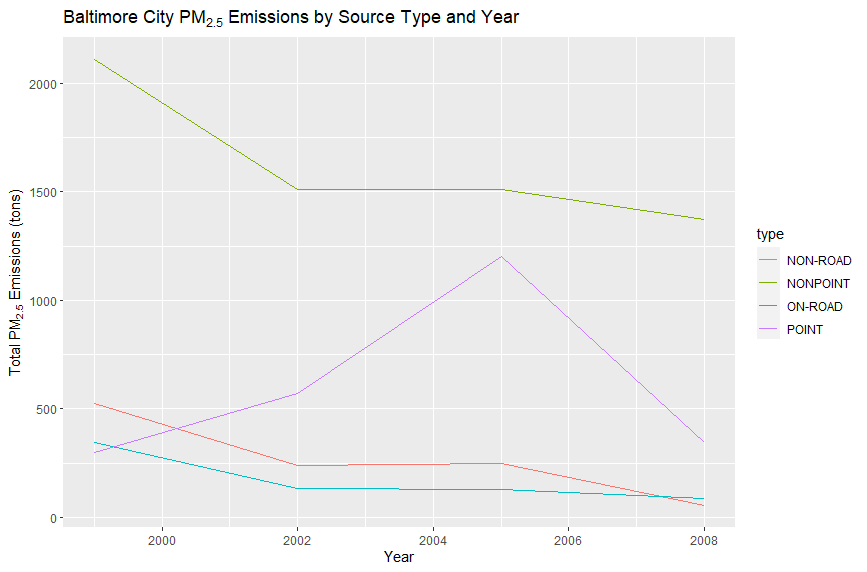 Baltimore City PM2.5 Emissions by Source Type and Year
Total PM2.5 Emissions (tons)
2000
1500
1000
500
0
2000 2002 2004 2006 2008
Year
type
NON-ROAD
NONPOINT
ON-ROAD
POINT